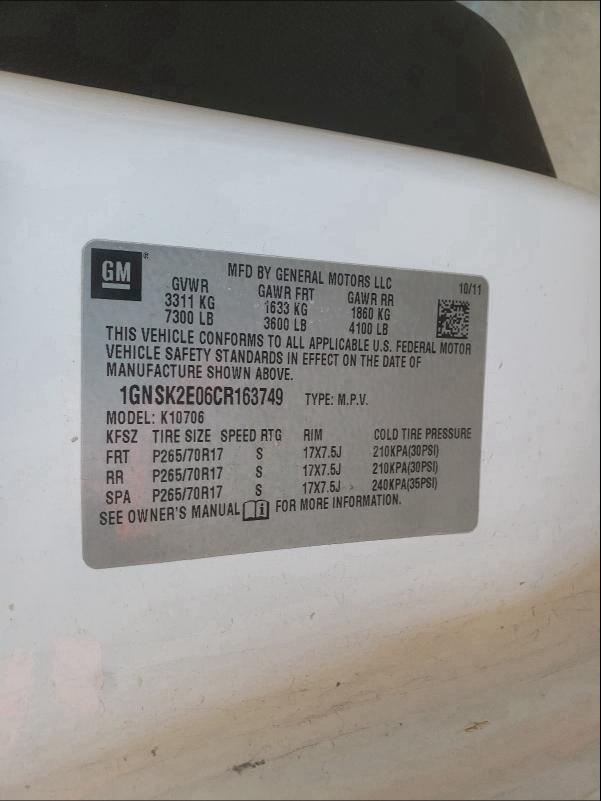 GM ®
MFD BY GENERAL MOTORS LLC 10/11
GVWR GAWR FRT GAWR RR
3311 KG 1633 KG 1860 KG
7300 LB 3600 LB 4100 LB
THIS VEHICLE CONFORMS TO ALL APPLICABLE U.S. FEDERAL MOTOR
VEHICLE SAFETY STANDARDS IN EFFECT ON THE DATE OF
MANUFACTURE SHOWN ABOVE.
1GNSK2E06CR163749 TYPE: M.P.V.
MODEL: K10706
KFSZ TIRE SIZE SPEED RTG RIM COLD TIRE PRESSURE
FRT P265/70R17 S 17X7.5J 210KPA(30PSI)
RR P265/70R17 S 17X7.5J 210KPA(30PSI)
SPA P265/70R17 S 17X7.5J 240KPA(35PSI)
SEE OWNER'S MANUAL FOR MORE INFORMATION.